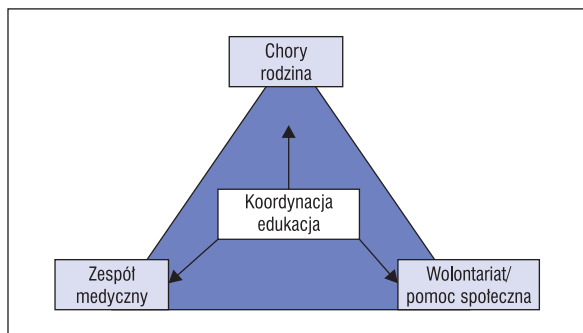 Chory
rodzina
Koordynacja
edukacja
Zespół
medyczny
Wolontariat/
pomoc społeczna